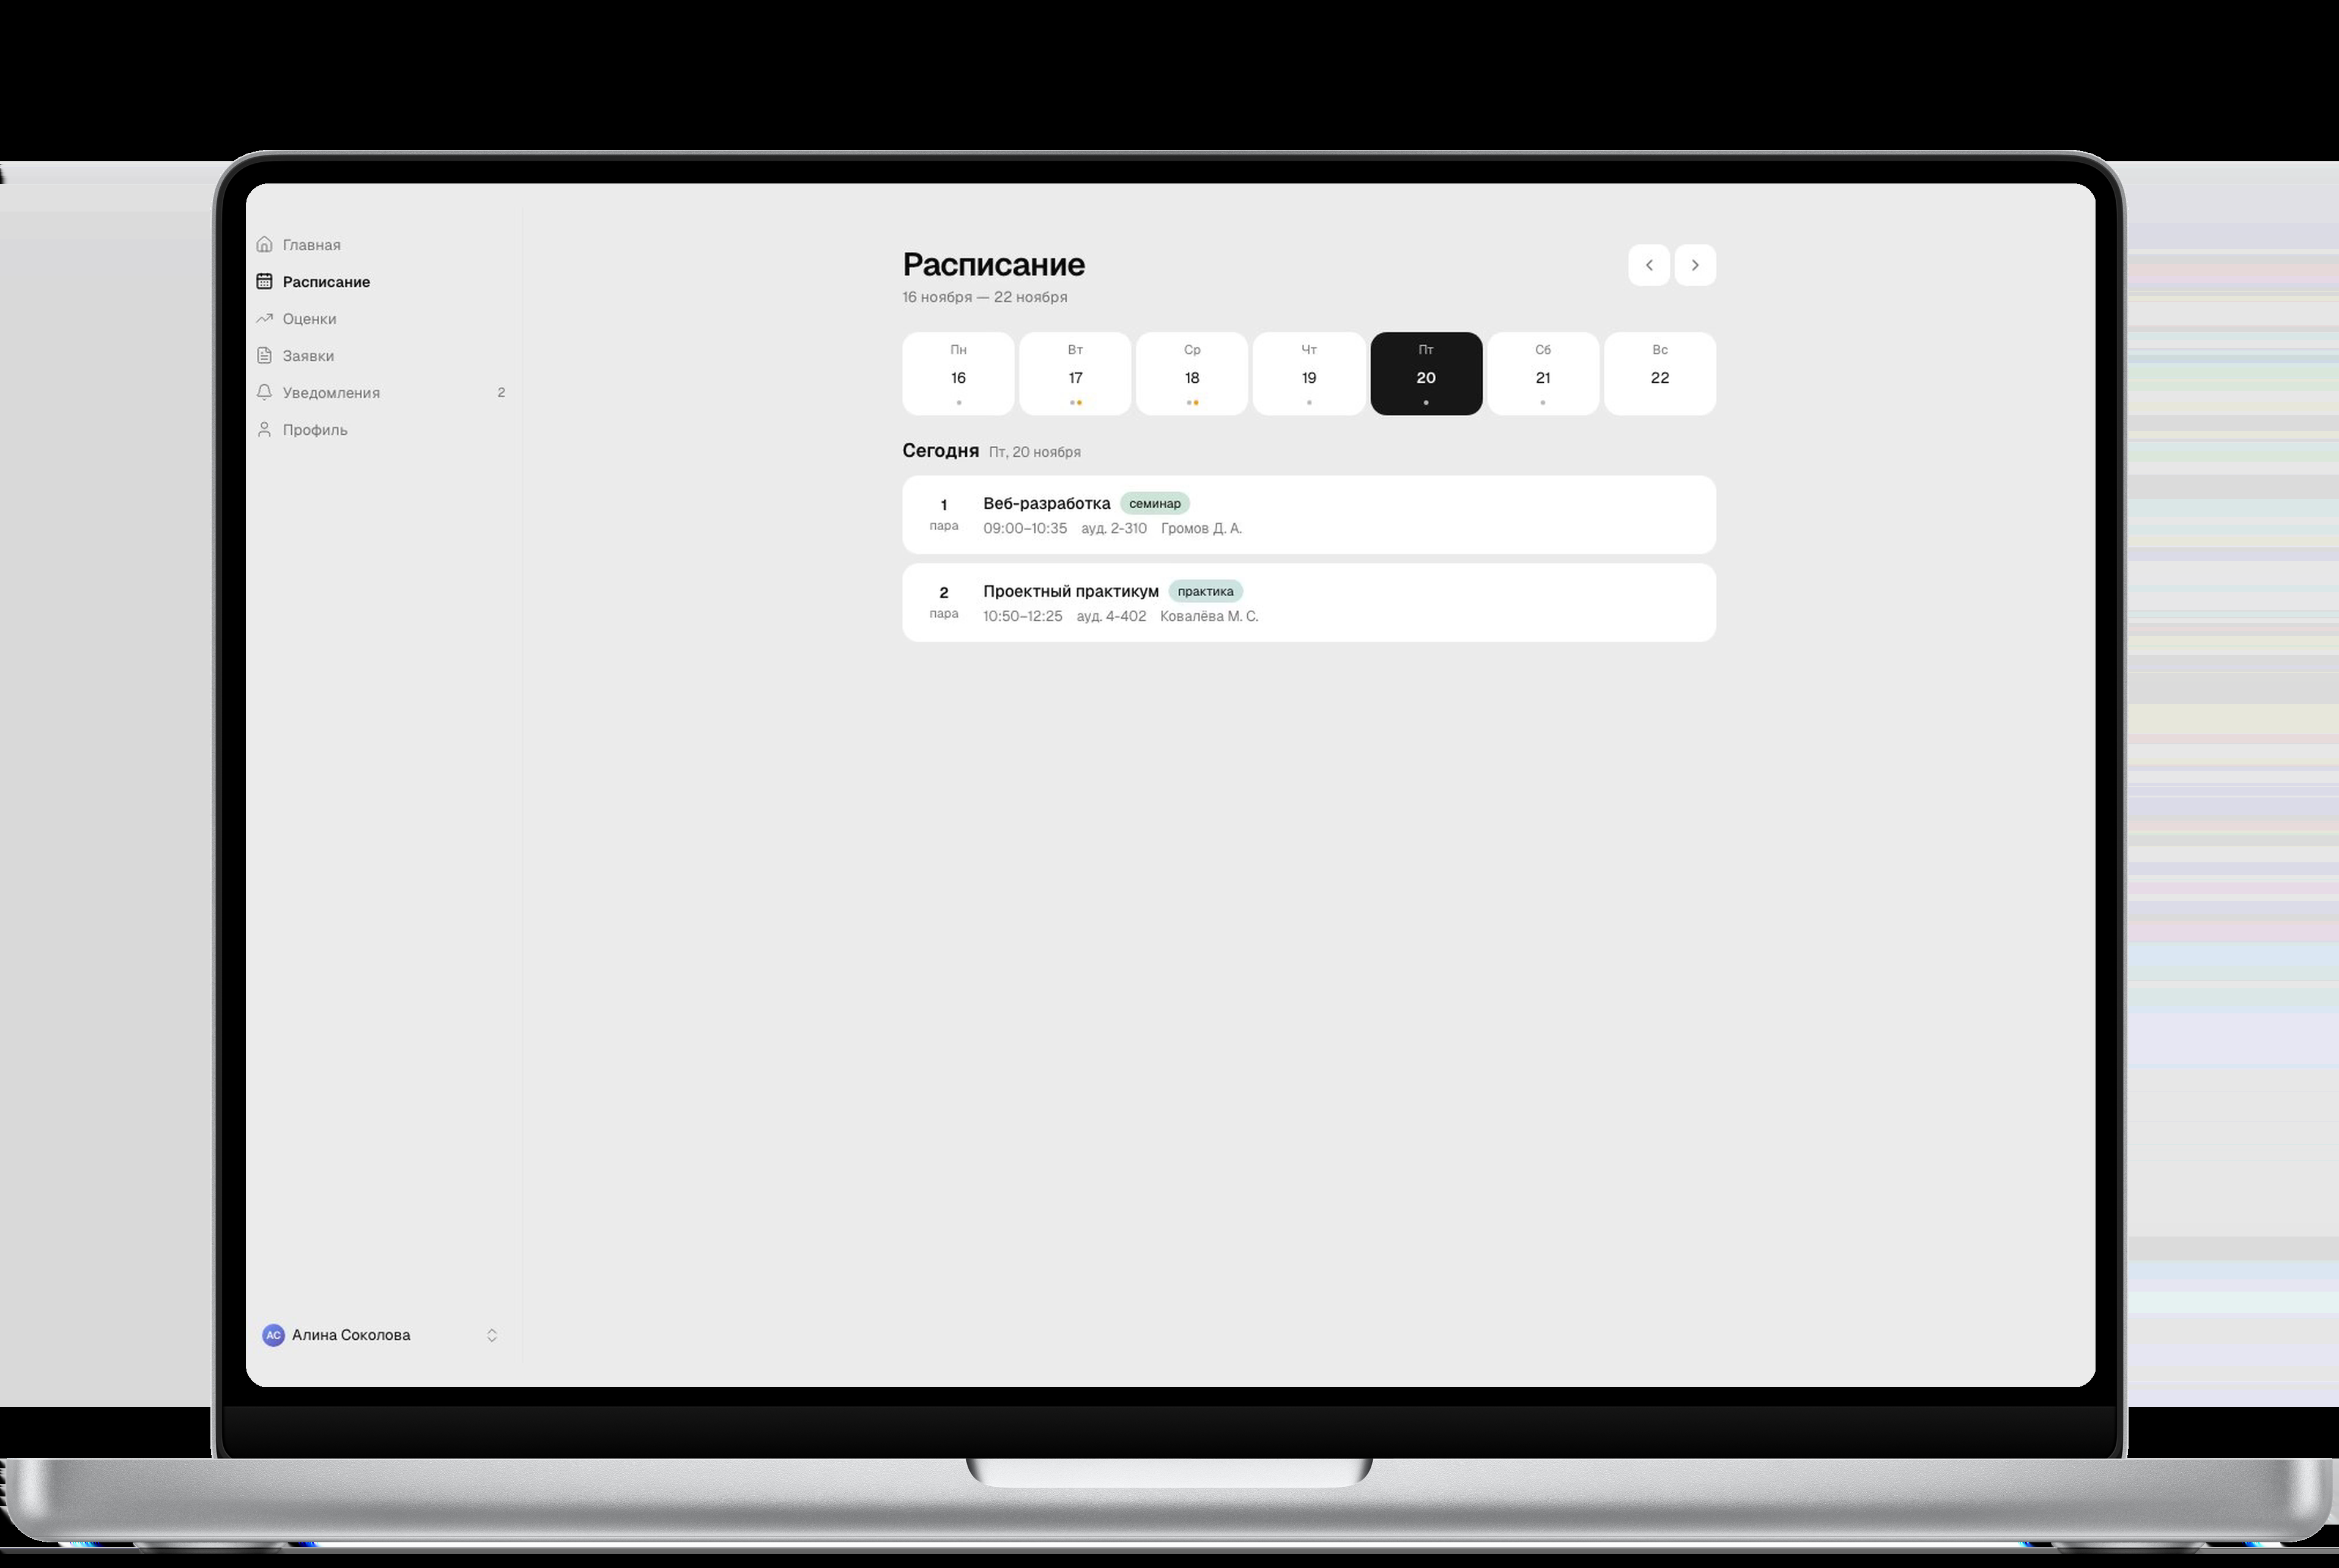 Главная
Расписание
Оценки
Заявки
Уведомления 2
Профиль
АС Алина Соколова
Расписание
16 ноября — 22 ноября
Пн Вт Ср Чт Пт Сб Вс
16 17 18 19 20 21 22
Сегодня Пт, 20 ноября
1 Веб-разработка семинар
пара 09:00–10:35 ауд. 2-310 Громов Д. А.
2 Проектный практикум практика
пара 10:50–12:25 ауд. 4-402 Ковалёва М. С.